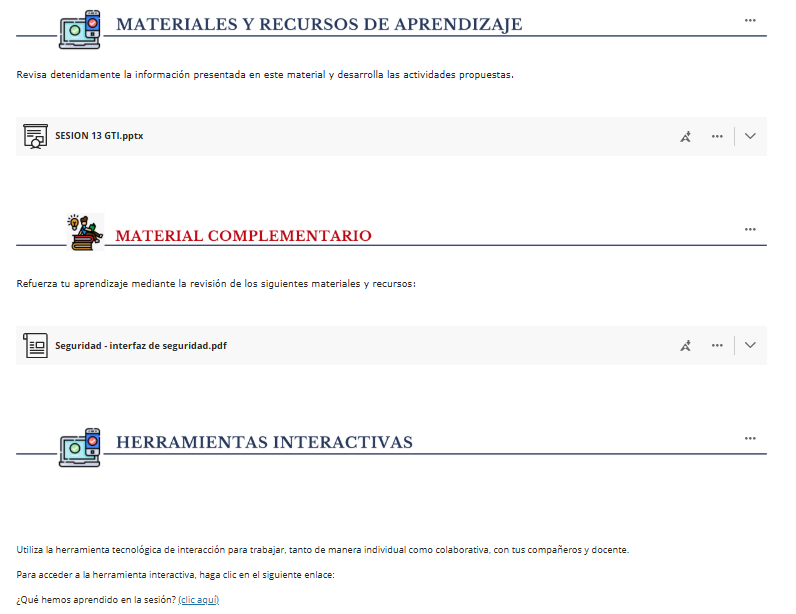 MATERIALES Y RECURSOS DE APRENDIZAJE
Revisa detenidamente la información presentada en este material y desarrolla las actividades propuestas.
SESION 13 GTI.pptx
MATERIAL COMPLEMENTARIO
Refuerza tu aprendizaje mediante la revisión de los siguientes materiales y recursos:
Seguridad - interfaz de seguridad.pdf
HERRAMIENTAS INTERACTIVAS
Utiliza la herramienta tecnológica de interacción para trabajar, tanto de manera individual como colaborativa, con tus compañeros y docente.
Para acceder a la herramienta interactiva, haga clic en el siguiente enlace:
¿Qué hemos aprendido en la sesión? (clic aquí)